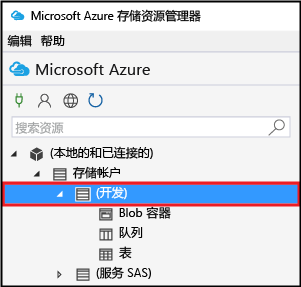 Microsoft Azure 存储资源管理器
编辑 帮助
Microsoft Azure
搜索资源
(本地的和已连接的)
存储帐户
(开发)
Blob 容器
队列
表
(服务 SAS)